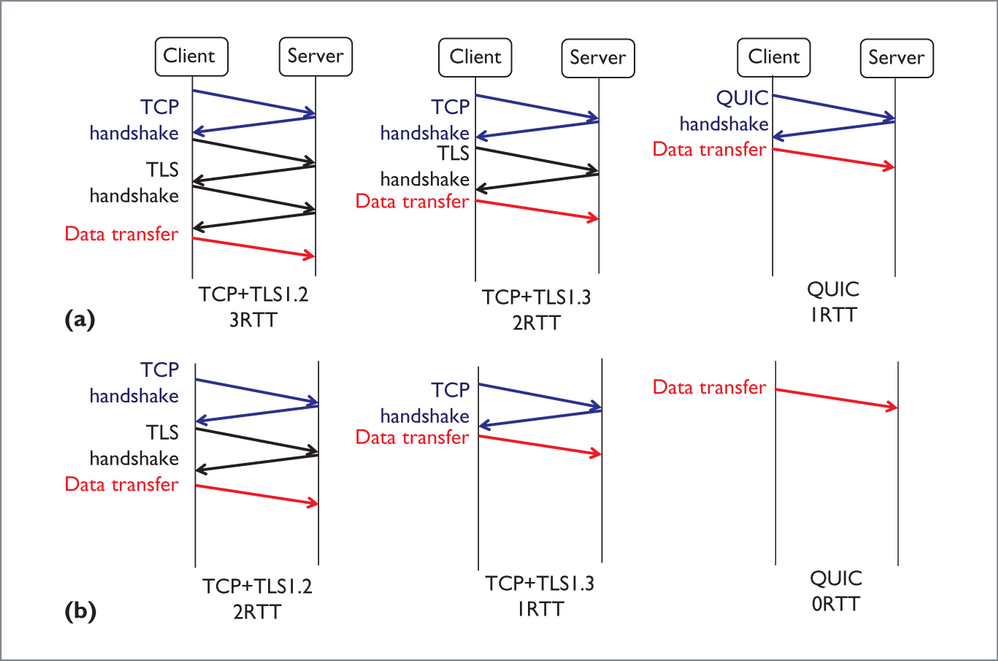 Client
Server
Client
Server
Client
Server
TCP
handshake
TLS
handshake
Data transfer
TCP
handshake
TLS
handshake
Data transfer
QUIC
handshake
Data transfer
TCP+TLS1.2
3RTT
TCP+TLS1.3
2RTT
QUIC
1RTT
(a)
TCP
handshake
TLS
handshake
Data transfer
TCP
handshake
Data transfer
Data transfer
TCP+TLS1.2
2RTT
TCP+TLS1.3
1RTT
QUIC
0RTT
(b)